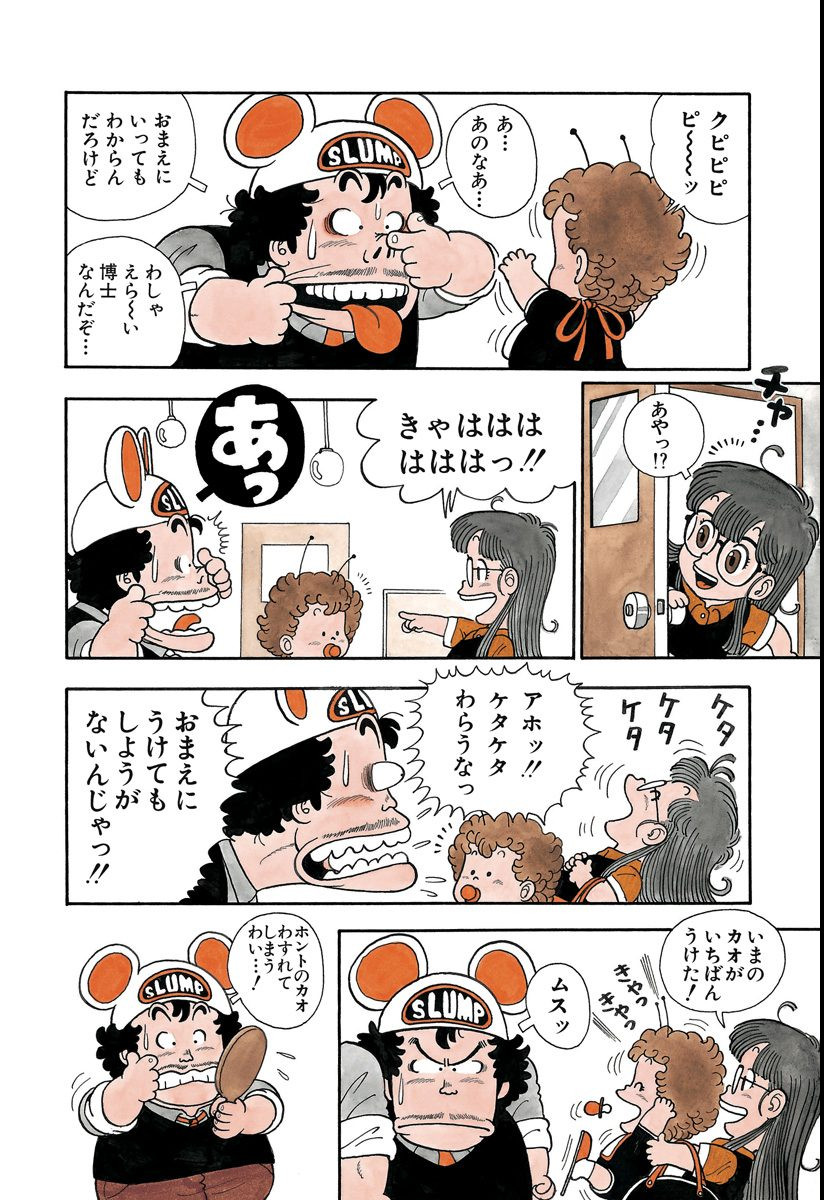 クピピピ
ピ〜〜〜ッ
あ…
あのなあ…
SLUMP
おまえに
いっても
わからん
だろけど
わしゃ
えら〜い
博士
なんだぞ…
チャ…
あやっ!?
きゃははは
はははっ!!
あっ
SLUMP
ケタ
ケタ
ケタ
アホッ!!
ケタケタ
わらうなっ
SLUMP
おまえに
うけても
しようが
ないんじゃっ!!
いまの
カオが
いちばん
うけた!
きゃっ
きゃっ
ムスッ
SLUMP
ホントのカオ
わすれて
しまう
わい…!
SLUMP